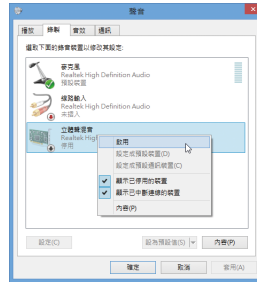 聲音
播放 錄製 音效 通訊
選取下面的錄音裝置以修改其設定:
麥克風
Realtek High Definition Audio
預設裝置
線路輸入
Realtek High Definition Audio
未插入
立體聲混音
Realtek High
停用
啟用
設定成預設裝置(D)
設定成預設通訊裝置(C)
顯示已停用的裝置
顯示已中斷連線的裝置
內容(P)
設定(C) 設為預設值(S) 內容(P)
確定 取消 套用(A)